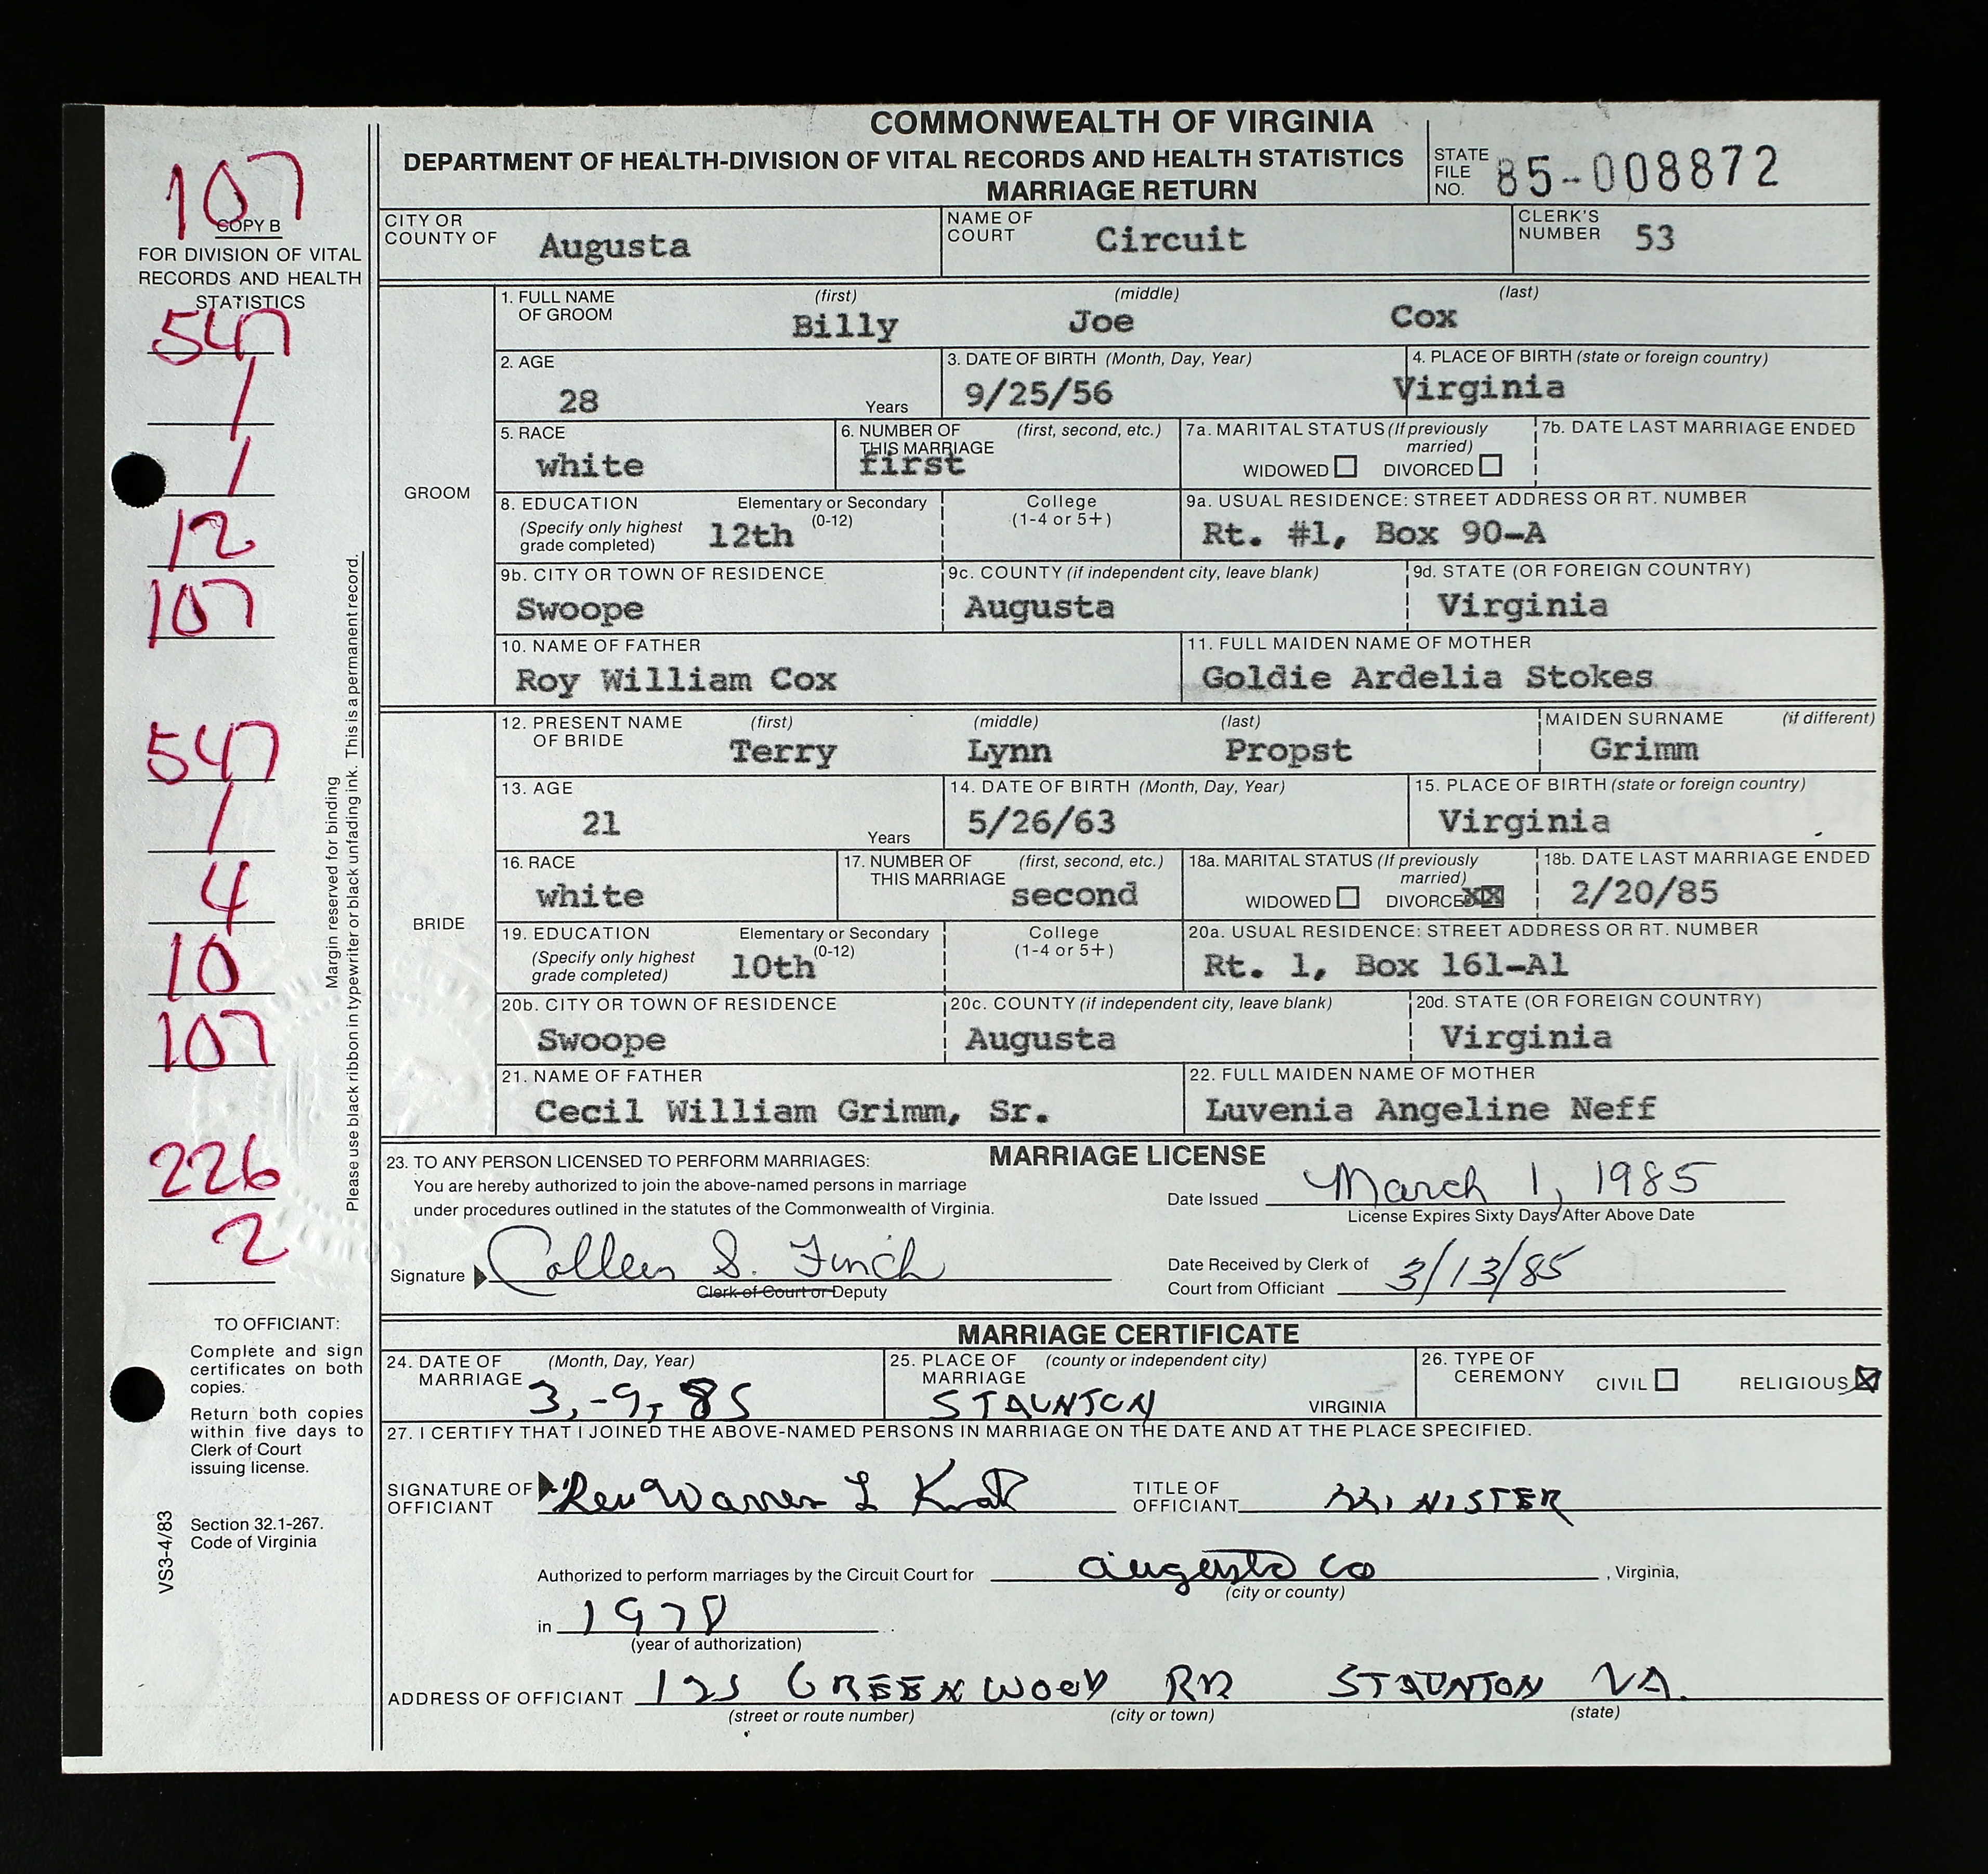 COMMONWEALTH OF VIRGINIA
DEPARTMENT OF HEALTH-DIVISION OF VITAL RECORDS AND HEALTH STATISTICS
MARRIAGE RETURN
STATE FILE NO. 85-008872
107
COPY B
FOR DIVISION OF VITAL
RECORDS AND HEALTH
STATISTICS
547
1
1
12
107
547
1
4
10
107
226
2
Margin reserved for binding
Please use black ribbon in typewriter or black unfading ink. This is a permanent record.
TO OFFICIANT:
Complete and sign
certificates on both
copies.
Return both copies
within five days to
Clerk of Court
issuing license.
Section 32.1-267.
Code of Virginia
VS3-4/83
CITY OR COUNTY OF Augusta
NAME OF COURT Circuit
CLERK'S NUMBER 53
GROOM
1. FULL NAME OF GROOM (first) Billy (middle) Joe (last) Cox
2. AGE 28 Years
3. DATE OF BIRTH (Month, Day, Year) 9/25/56
4. PLACE OF BIRTH (state or foreign country) Virginia
5. RACE white
6. NUMBER OF THIS MARRIAGE (first, second, etc.) first
7a. MARITAL STATUS (If previously married) WIDOWED DIVORCED
7b. DATE LAST MARRIAGE ENDED
8. EDUCATION (Specify only highest grade completed) Elementary or Secondary (0-12) 12th College (1-4 or 5+)
9a. USUAL RESIDENCE: STREET ADDRESS OR RT. NUMBER Rt. #1, Box 90-A
9b. CITY OR TOWN OF RESIDENCE Swoope
9c. COUNTY (if independent city, leave blank) Augusta
9d. STATE (OR FOREIGN COUNTRY) Virginia
10. NAME OF FATHER Roy William Cox
11. FULL MAIDEN NAME OF MOTHER Goldie Ardelia Stokes
BRIDE
12. PRESENT NAME OF BRIDE (first) Terry (middle) Lynn (last) Propst
MAIDEN SURNAME (if different) Grimm
13. AGE 21 Years
14. DATE OF BIRTH (Month, Day, Year) 5/26/63
15. PLACE OF BIRTH (state or foreign country) Virginia
16. RACE white
17. NUMBER OF THIS MARRIAGE (first, second, etc.) second
18a. MARITAL STATUS (If previously married) WIDOWED DIVORCED XX
18b. DATE LAST MARRIAGE ENDED 2/20/85
19. EDUCATION (Specify only highest grade completed) Elementary or Secondary (0-12) 10th College (1-4 or 5+)
20a. USUAL RESIDENCE: STREET ADDRESS OR RT. NUMBER Rt. 1, Box 161-A1
20b. CITY OR TOWN OF RESIDENCE Swoope
20c. COUNTY (if independent city, leave blank) Augusta
20d. STATE (OR FOREIGN COUNTRY) Virginia
21. NAME OF FATHER Cecil William Grimm, Sr.
22. FULL MAIDEN NAME OF MOTHER Luvenia Angeline Neff
MARRIAGE LICENSE
23. TO ANY PERSON LICENSED TO PERFORM MARRIAGES:
You are hereby authorized to join the above-named persons in marriage
under procedures outlined in the statutes of the Commonwealth of Virginia.
Date Issued March 1, 1985
License Expires Sixty Days After Above Date
Signature Colleen S. Finch
Clerk of Court or Deputy
Date Received by Clerk of Court from Officiant 3/13/85
MARRIAGE CERTIFICATE
24. DATE OF MARRIAGE (Month, Day, Year) 3,-9,-85
25. PLACE OF MARRIAGE (county or independent city) STAUNTON VIRGINIA
26. TYPE OF CEREMONY CIVIL RELIGIOUS X
27. I CERTIFY THAT I JOINED THE ABOVE-NAMED PERSONS IN MARRIAGE ON THE DATE AND AT THE PLACE SPECIFIED.
SIGNATURE OF OFFICIANT Rev Warren L
TITLE OF OFFICIANT MINISTER
Authorized to perform marriages by the Circuit Court for augusta co , Virginia,
(city or county)
in 1978 .
(year of authorization)
ADDRESS OF OFFICIANT 125 GREENWOOD RD STAUNTON VA.
(street or route number) (city or town) (state)